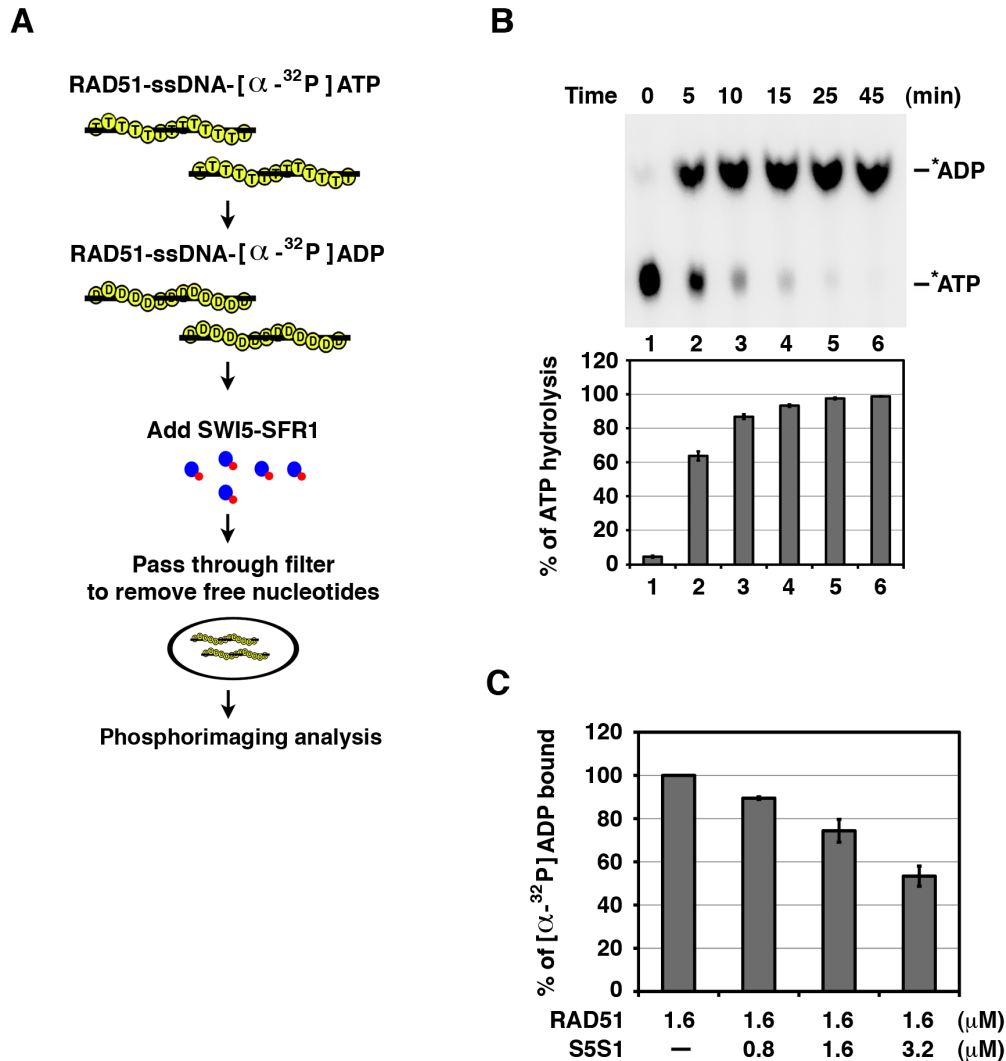 A
RAD51-ssDNA-[α-³²P]ATP
T T T T T T T T T T T T T
T T T T T T T T T T T T T
RAD51-ssDNA-[α-³²P]ADP
D D D D D D D D D D D D D
D D D D D D D D D D D D D
Add SWI5-SFR1
Pass through filter
to remove free nucleotides
Phosphorimaging analysis
B
Time 0 5 10 15 25 45 (min)
*ADP
*ATP
1 2 3 4 5 6
% of ATP hydrolysis
120
100
80
60
40
20
0
1 2 3 4 5 6
C
% of [α-³²P]ADP bound
120
100
80
60
40
20
0
RAD51 1.6 1.6 1.6 1.6 (μM)
S5S1 — 0.8 1.6 3.2 (μM)